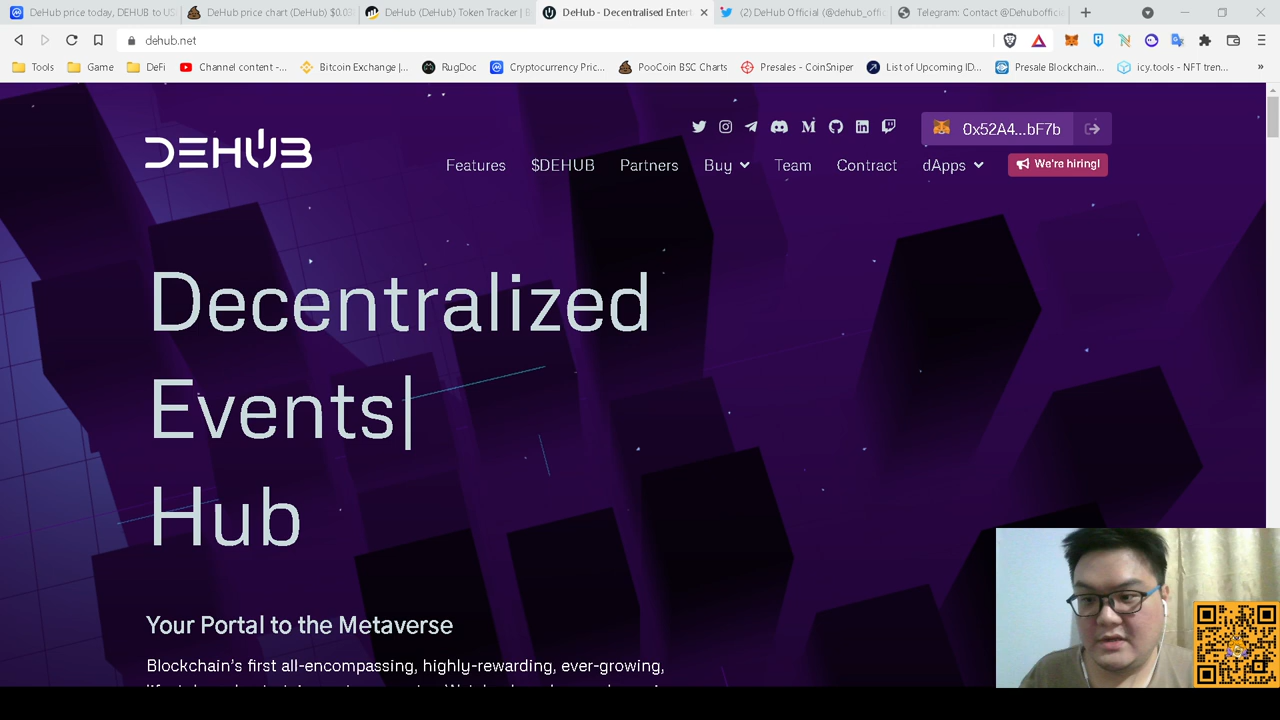 DeHub price today, DEHUB to US
DeHub price chart (DeHub) $0.03
DeHub (DeHub) Token Tracker | B
DeHub - Decentralised Enter
(2) DeHub Official (@dehub_offic
Telegram: Contact @Dehubofficia
dehub.net
Tools
Game
DeFi
Channel content -...
Bitcoin Exchange |...
RugDoc
Cryptocurrency Pric...
PooCoin BSC Charts
Presales - CoinSniper
List of Upcoming ID...
Presale Blockchain...
icy.tools - NFT tren...
»
DEHUB
0x52A4...bF7b
Features
$DEHUB
Partners
Buy
Team
Contract
dApps
We're hiring!
Decentralized
Events|
Hub
Your Portal to the Metaverse
Blockchain's first all-encompassing, highly-rewarding, ever-growing,